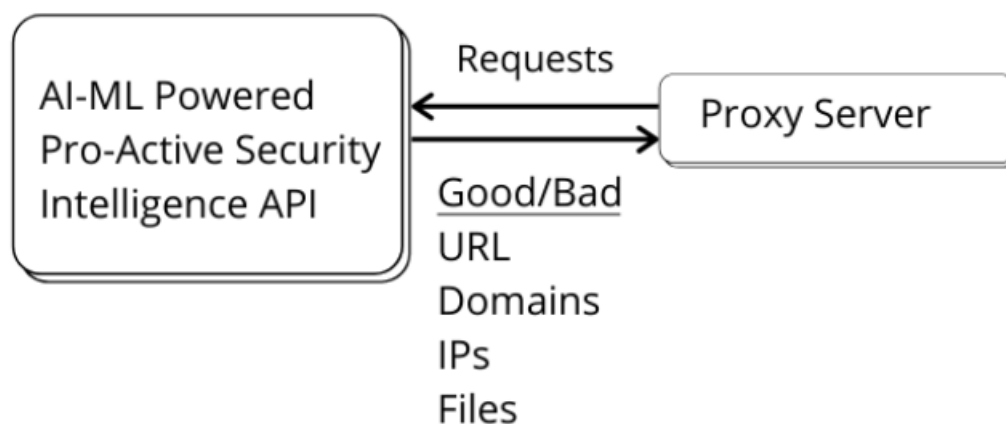 AI-ML Powered
Pro-Active Security
Intelligence API
Requests
Proxy Server
Good/Bad
URL
Domains
IPs
Files